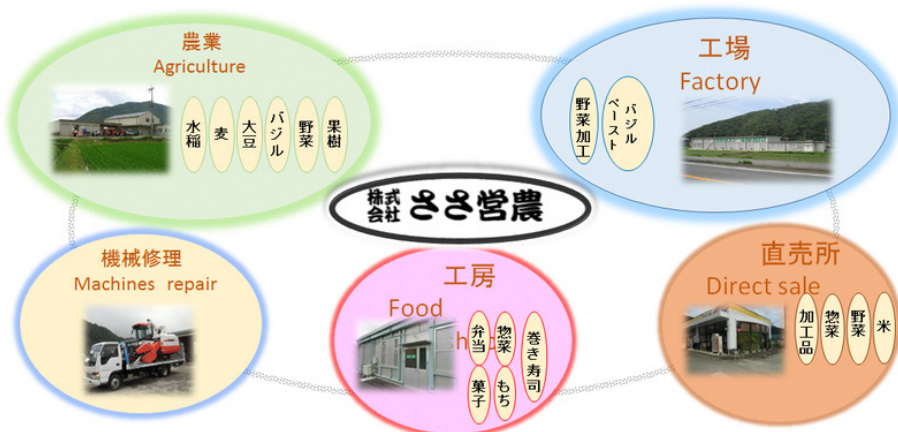 農業
Agriculture
水稲
麦
大豆
バジル
野菜
果樹
工場
Factory
野菜加工
バジル
ペースト
株式
会社
ささ営農
機械修理
Machines repair
工房
Food
sh
弁当
惣菜
巻き寿司
菓子
もち
直売所
Direct sale
加工品
惣菜
野菜
米